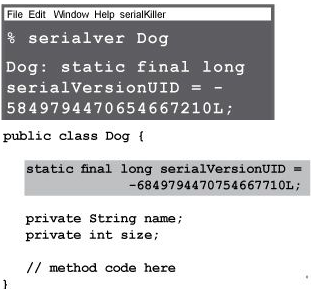 File Edit Window Help serialKiller
% serialver Dog
Dog: static final long
serialVersionUID = -
5849794470654667210L;
public class Dog {
static final long serialVersionUID =
-6849794470754667710L;
private String name;
private int size;
// method code here
}